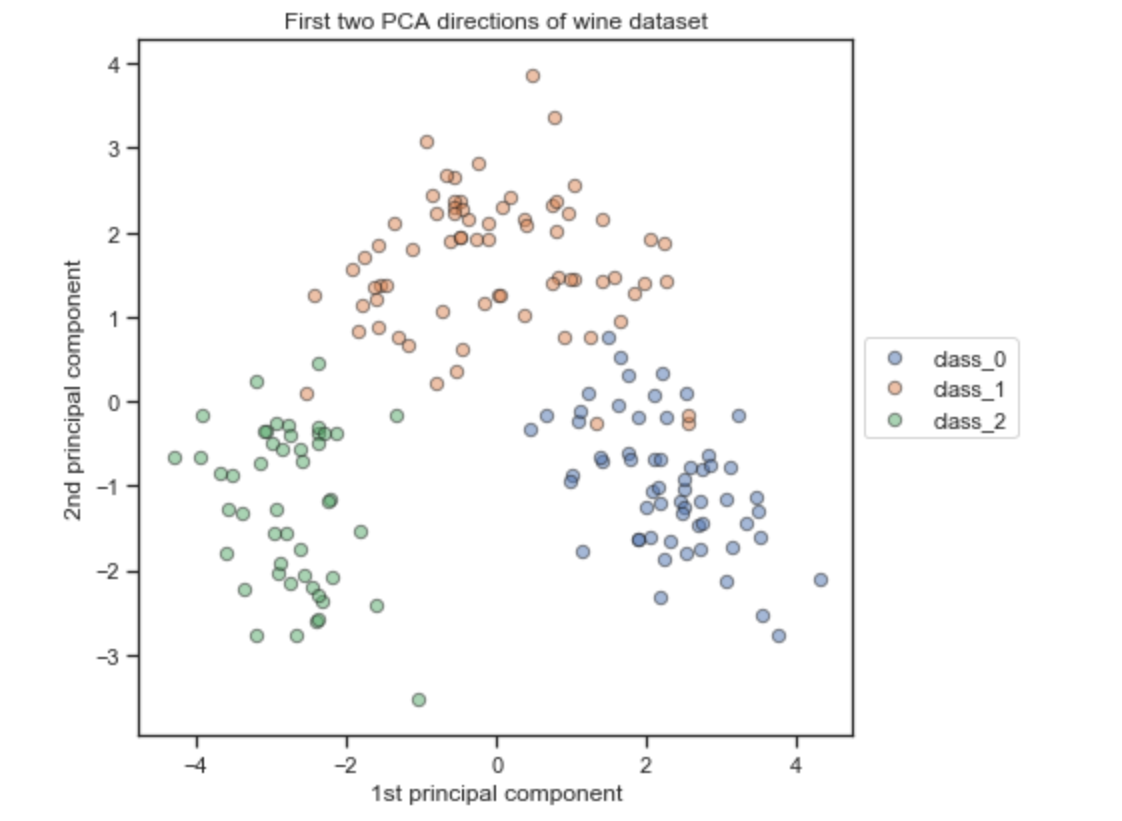 First two PCA directions of wine dataset
4
3
2
1
0
−1
−2
−3
2nd principal component
−4
−2
0
2
4
1st principal component
class_0
class_1
class_2